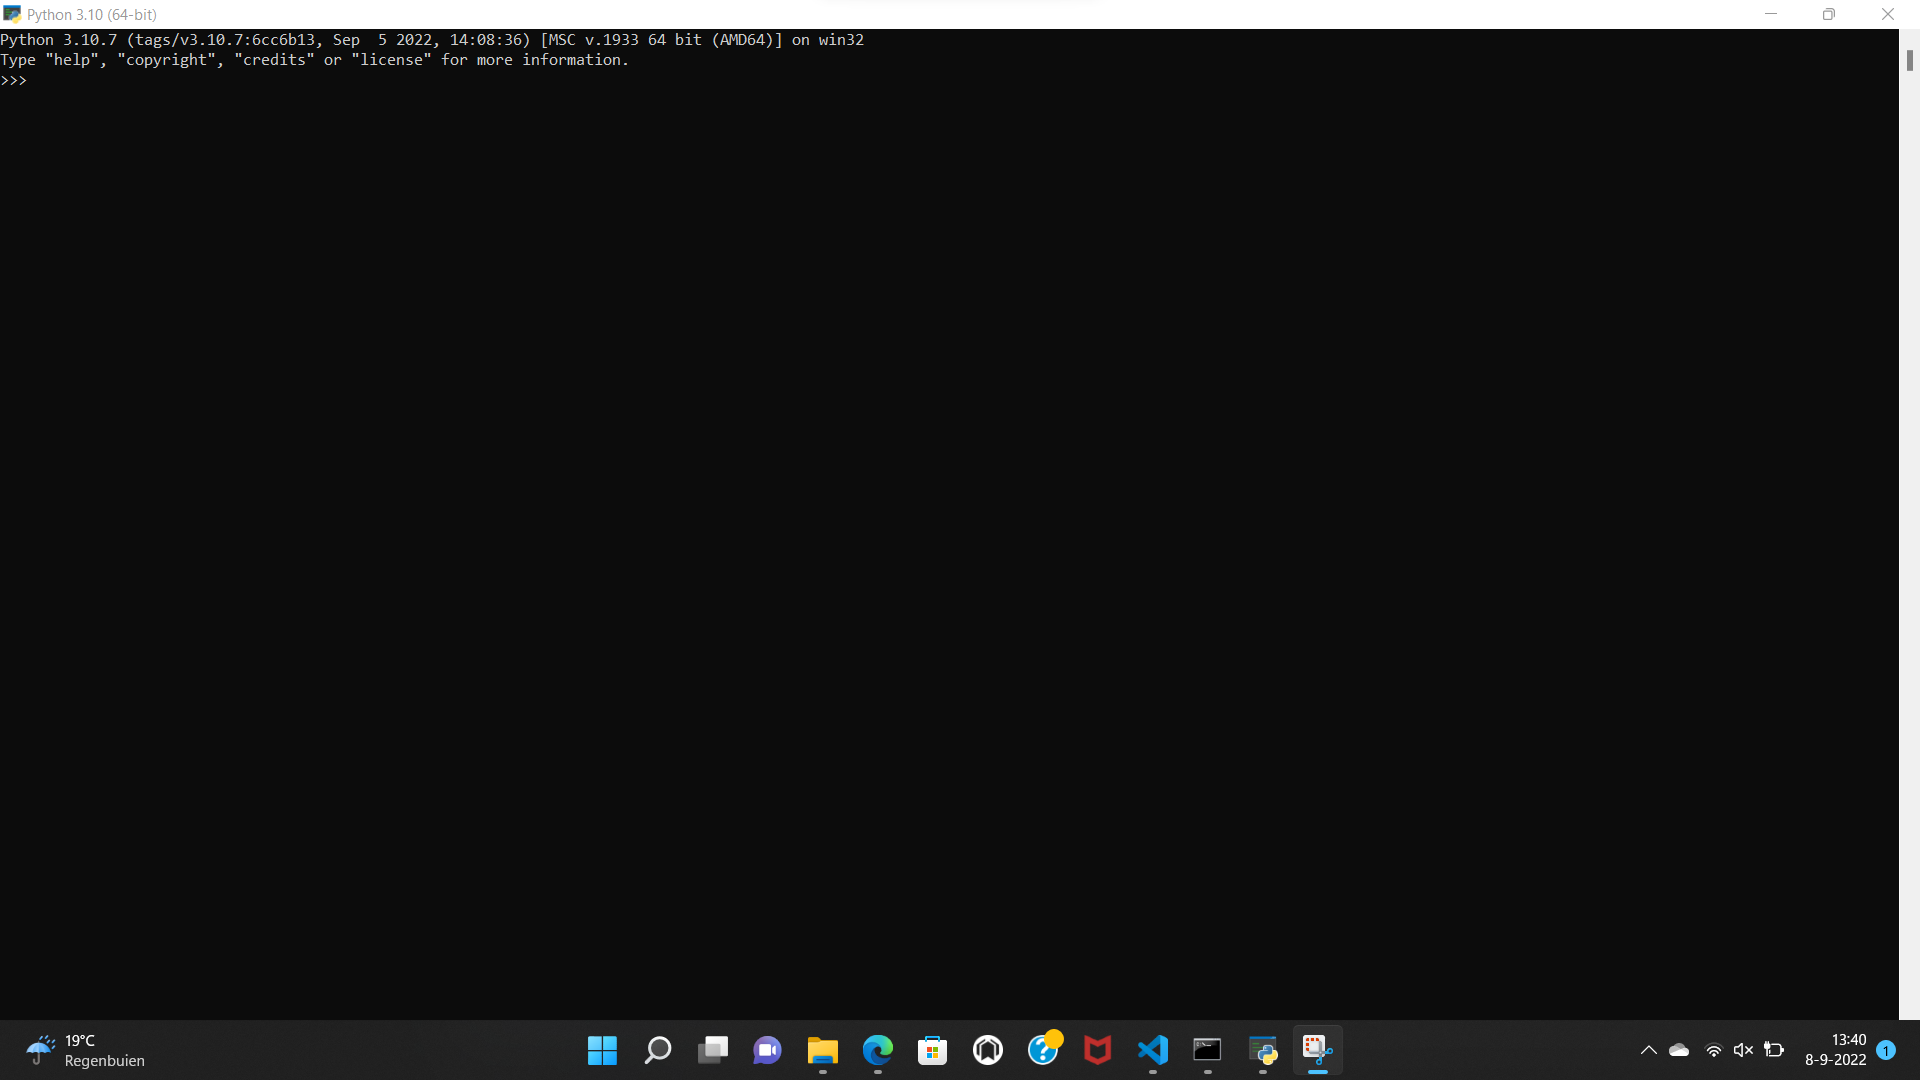 Python 3.10 (64-bit)
Python 3.10.7 (tags/v3.10.7:6cc6b13, Sep  5 2022, 14:08:36) [MSC v.1933 64 bit (AMD64)] on win32
Type "help", "copyright", "credits" or "license" for more information.
>>>
19°C
Regenbuien
13:40
8-9-2022
1